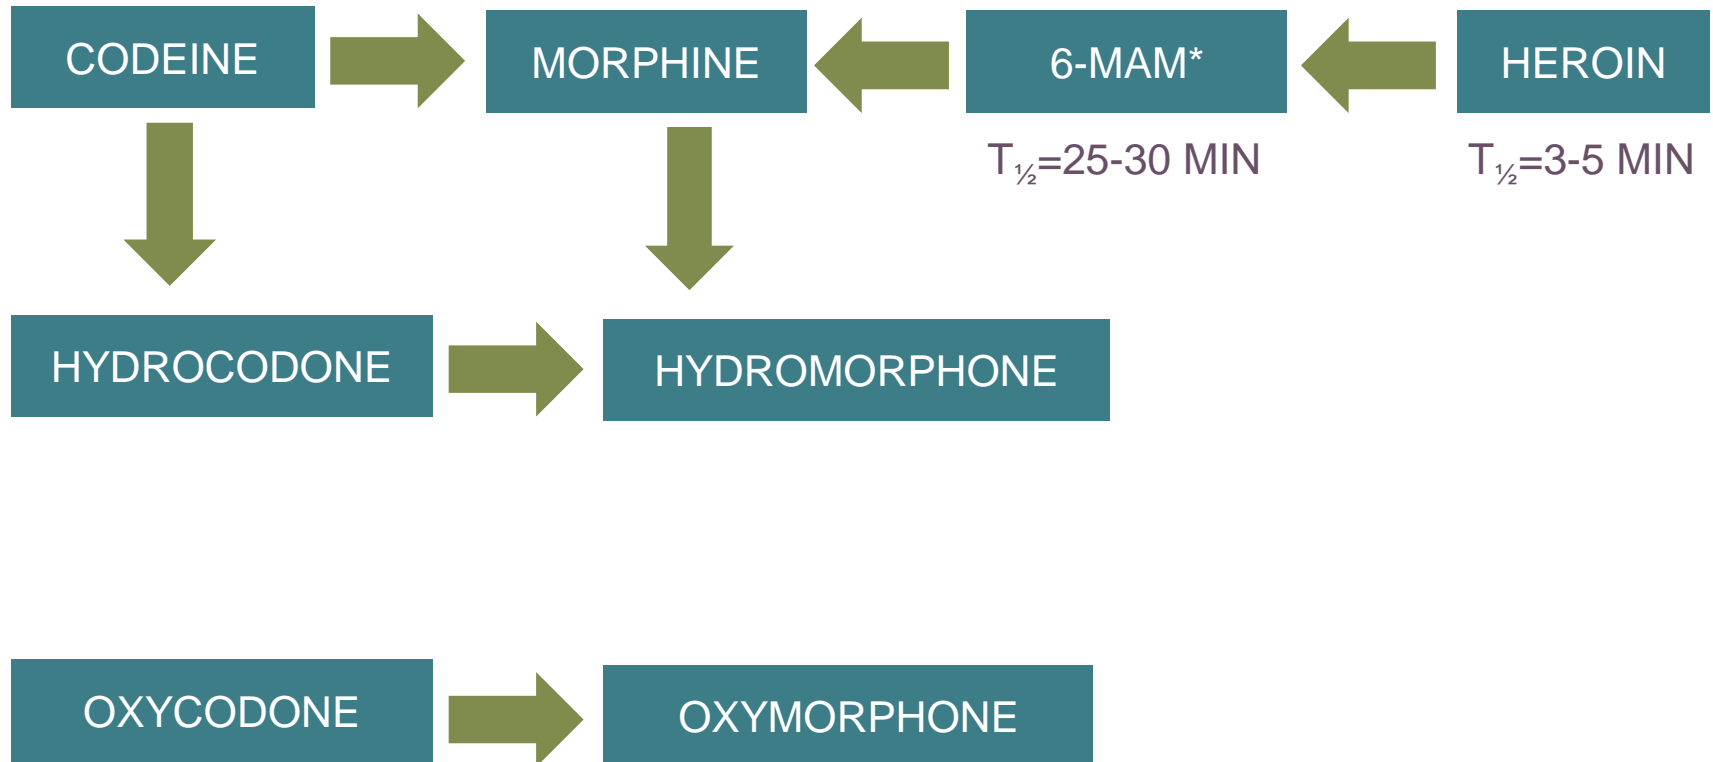 CODEINE
MORPHINE
6-MAM*
HEROIN
T½=25-30 MIN
T½=3-5 MIN
HYDROCODONE
HYDROMORPHONE
OXYCODONE
OXYMORPHONE